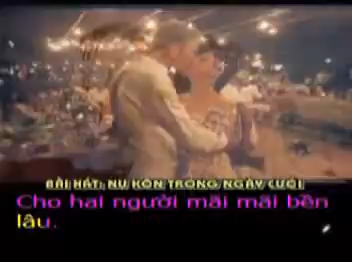 BÀI HÁT: NỤ HÔN TRONG NGÀY CƯỚI
Cho hai người mãi mãi bền
lâu.